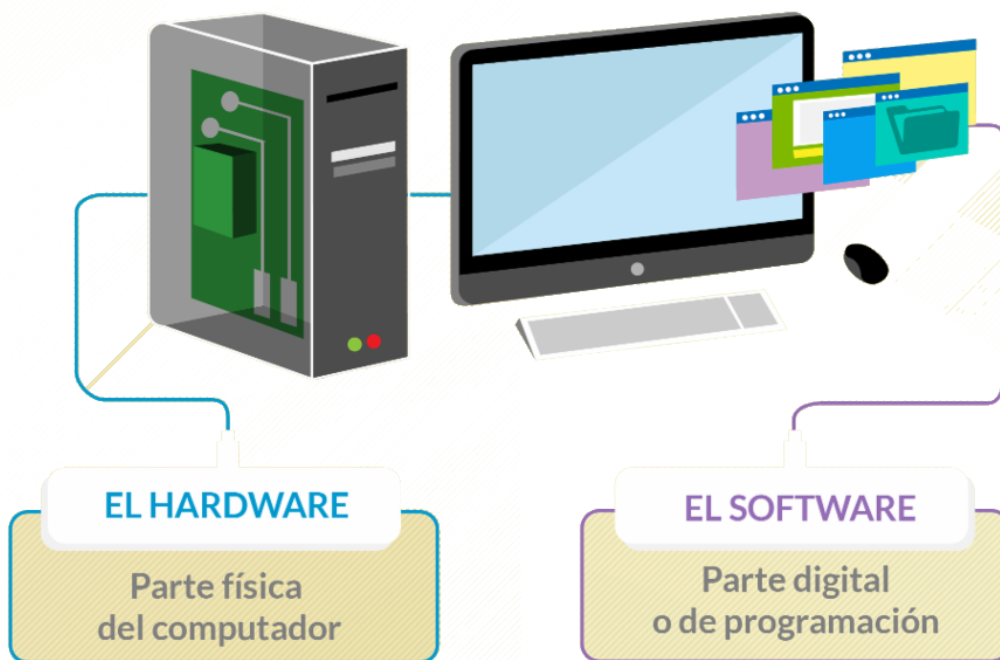 EL HARDWARE
Parte física
del computador
EL SOFTWARE
Parte digital
o de programación